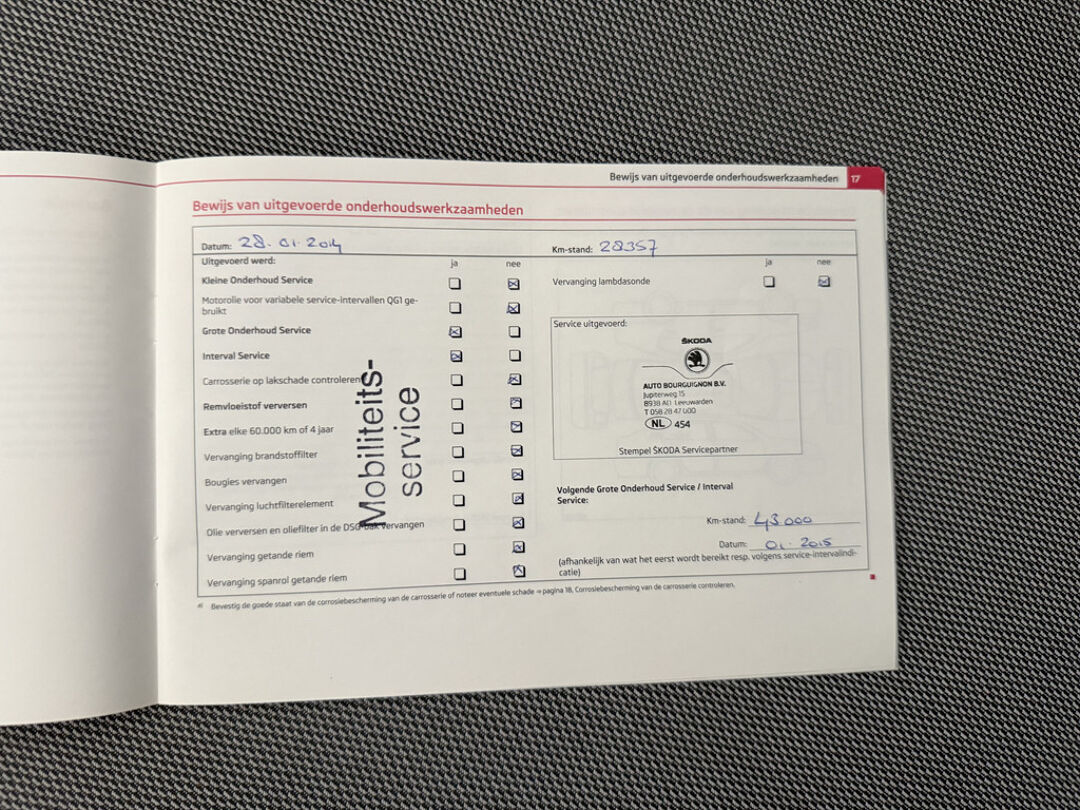 Bewijs van uitgevoerde onderhoudswerkzaamheden 17
Bewijs van uitgevoerde onderhoudswerkzaamheden
Datum: 28.01.2014
Km-stand: 28357
Uitgevoerd werd:
ja nee
Kleine Onderhoud Service
Motorolie voor variabele service-intervallen QG1 ge-
bruikt
Grote Onderhoud Service
Interval Service
Carrosserie op lakschade controleren
Remvloeistof verversen
Extra elke 60.000 km of 4 jaar
Vervanging brandstoffilter
Bougies vervangen
Vervanging luchtfilterelement
Olie verversen en oliefilter in de DSG-bak vervangen
Vervanging getande riem
Vervanging spanrol getande riem
Mobiliteits-
service
ja nee
Vervanging lambdasonde
Service uitgevoerd:
ŠKODA
AUTO BOURGUIGNON B.V.
Jupiterweg 15
8938 AD Leeuwarden
T 058 28 47 000
NL 454
Stempel ŠKODA Servicepartner
Volgende Grote Onderhoud Service / Interval
Service:
Km-stand: 43.000
Datum: 01.2015
(afhankelijk van wat het eerst wordt bereikt resp. volgens service-intervalindi-
catie)
a) Bevestig de goede staat van de corrosiebescherming van de carrosserie of noteer eventuele schade ⇒ pagina 18, Corrosiebescherming van de carrosserie controleren.